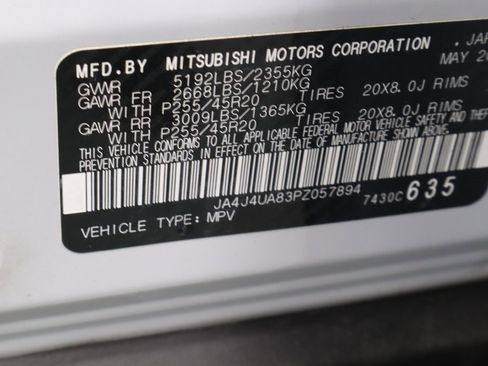 MFD.BY MITSUBISHI MOTORS CORPORATION . JAP
GVWR 5192LBS/2355KG MAY 20
GAWR FR 2668LBS/1210KG
WITH P255/45R20 TIRES 20X8.0J RIMS
GAWR RR 3009LBS/1365KG
WITH P255/45R20 TIRES 20X8.0J RIMS
THIS VEHICLE CONFORMS TO ALL APPLICABLE FEDERAL MOTOR VEHICLE SAFETY AND THEFT
PREVENTION STANDARDS IN EFFECT ON THE DATE OF MANUFACTURE SHOWN
JA4J4UA83PZ057894 7430C 635
VEHICLE TYPE: MPV